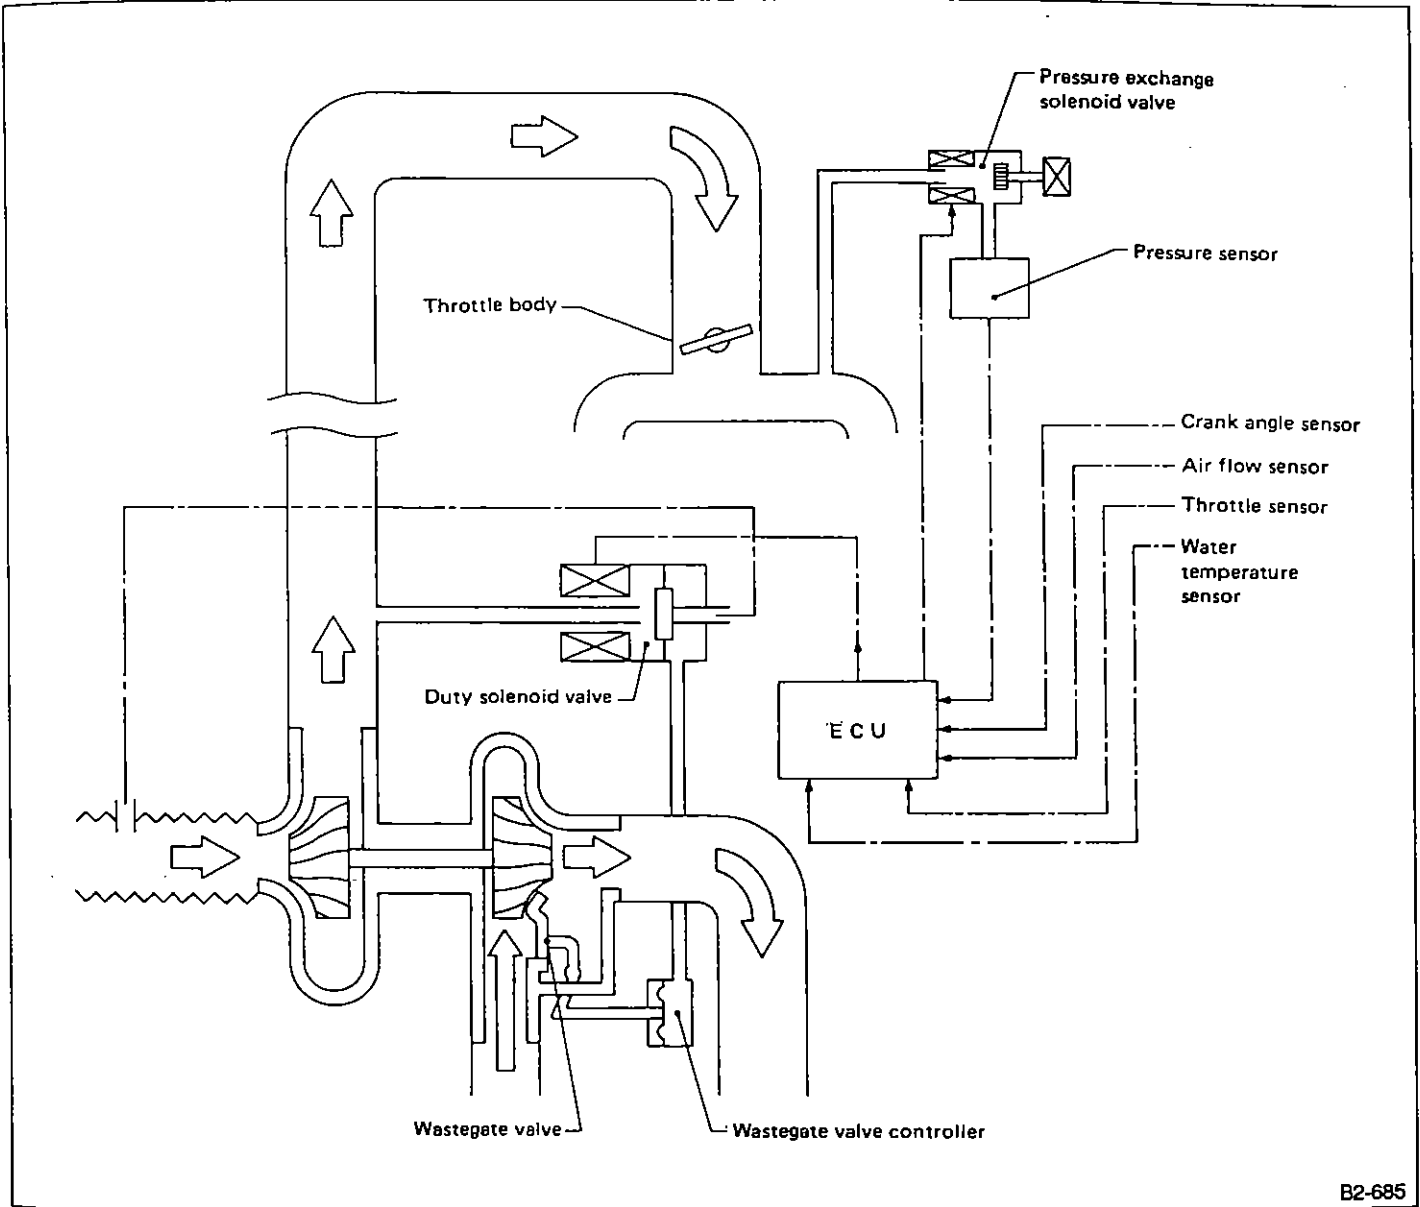 Pressure exchange
solenoid valve
Pressure sensor
Throttle body
Crank angle sensor
Air flow sensor
Throttle sensor
Water
temperature
sensor
Duty solenoid valve
ECU
Wastegate valve
Wastegate valve controller
B2-685